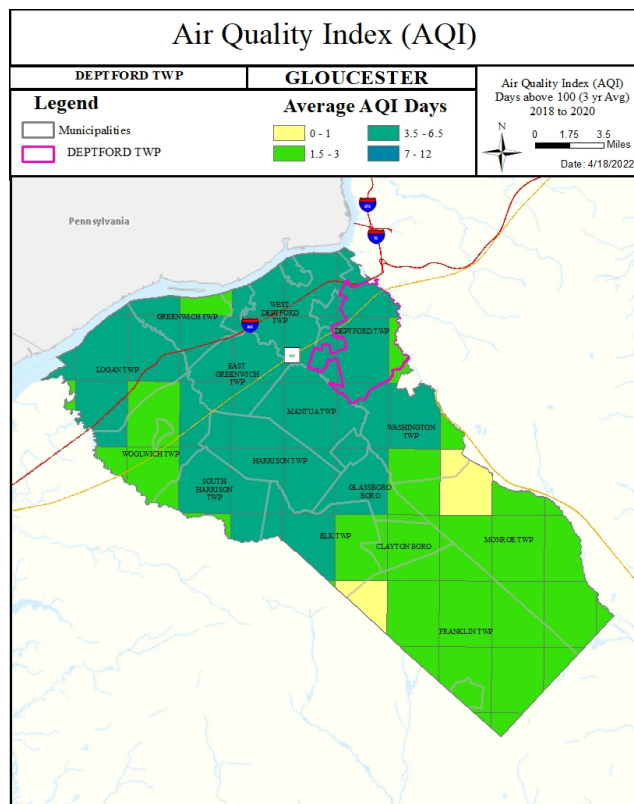 Air Quality Index (AQI)
DEPTFORD TWP
GLOUCESTER
Legend
Municipalities
DEPTFORD TWP
Average AQI Days
0 - 1
3.5 - 6.5
1.5 - 3
7 - 12
Air Quality Index (AQI)
Days above 100 (3 yr Avg)
2018 to 2020
N
0 1.75 3.5
Miles
Date: 4/18/2022
Pennsylvania
WEST
DEPTFORD
TWP
GREENWICH TWP
DEPTFORD TWP
LOGAN TWP
EAST
GREENWICH
TWP
MANTUA TWP
WASHINGTON
TWP
WOOLWICH TWP
HARRISON TWP
SOUTH
HARRISON
TWP
GLASSBORO
BORO
ELK TWP
CLAYTON BORO
MONROE TWP
FRANKLIN TWP